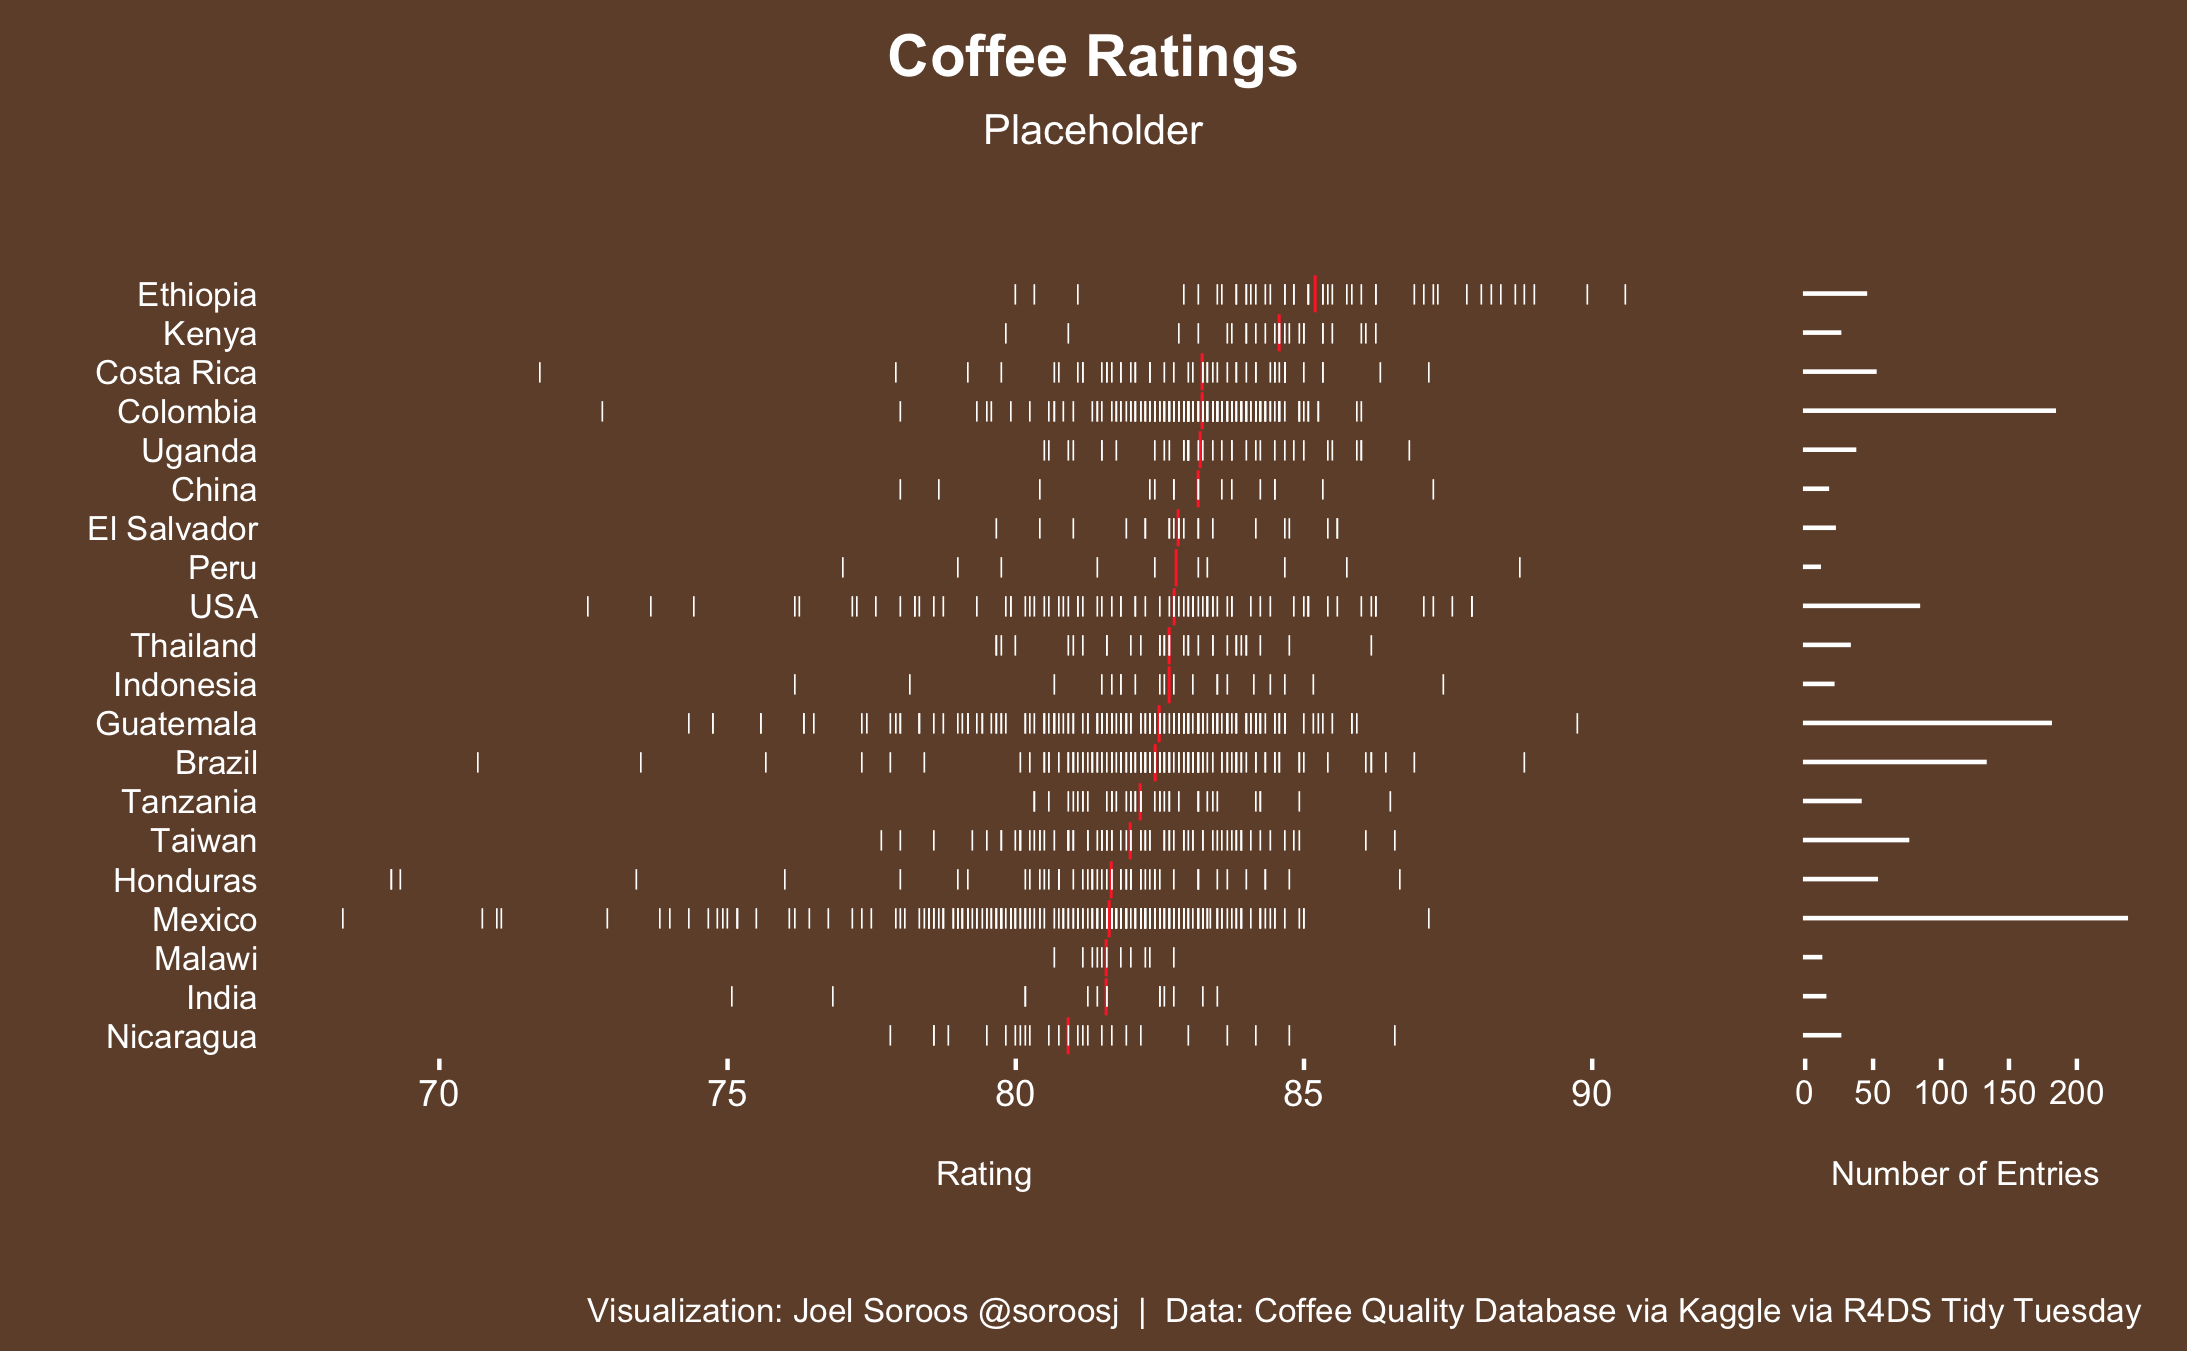 Coffee Ratings
Placeholder
Ethiopia
Kenya
Costa Rica
Colombia
Uganda
China
El Salvador
Peru
USA
Thailand
Indonesia
Guatemala
Brazil
Tanzania
Taiwan
Honduras
Mexico
Malawi
India
Nicaragua
70 75 80 85 90
0 50 100 150 200
Rating
Number of Entries
Visualization: Joel Soroos @soroosj | Data: Coffee Quality Database via Kaggle via R4DS Tidy Tuesday